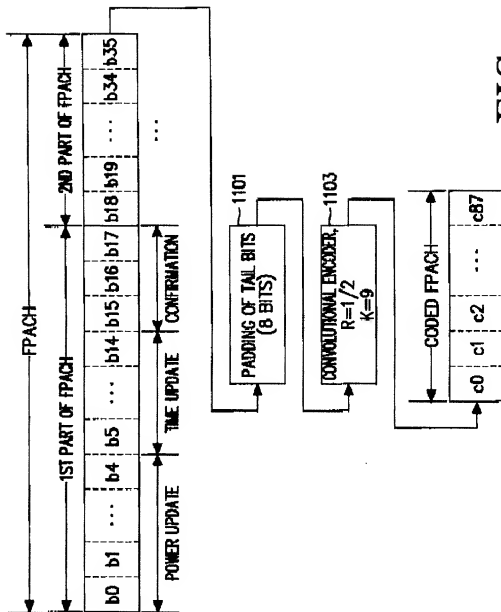 FPACH
1ST PART OF FPACH
2ND PART OF FPACH
b0 b1 ... b4 b5 ... b14 b15 b16 b17 b18 b19 ... b34 b35
POWER UPDATE
TIME UPDATE
CONFIRMATION
...
1101
PADDING OF TAIL BITS
(8 BITS)
1103
CONVOLUTIONAL ENCODER,
R=1/2
K=9
CODED FPACH
c0 c1 c2 ... c87